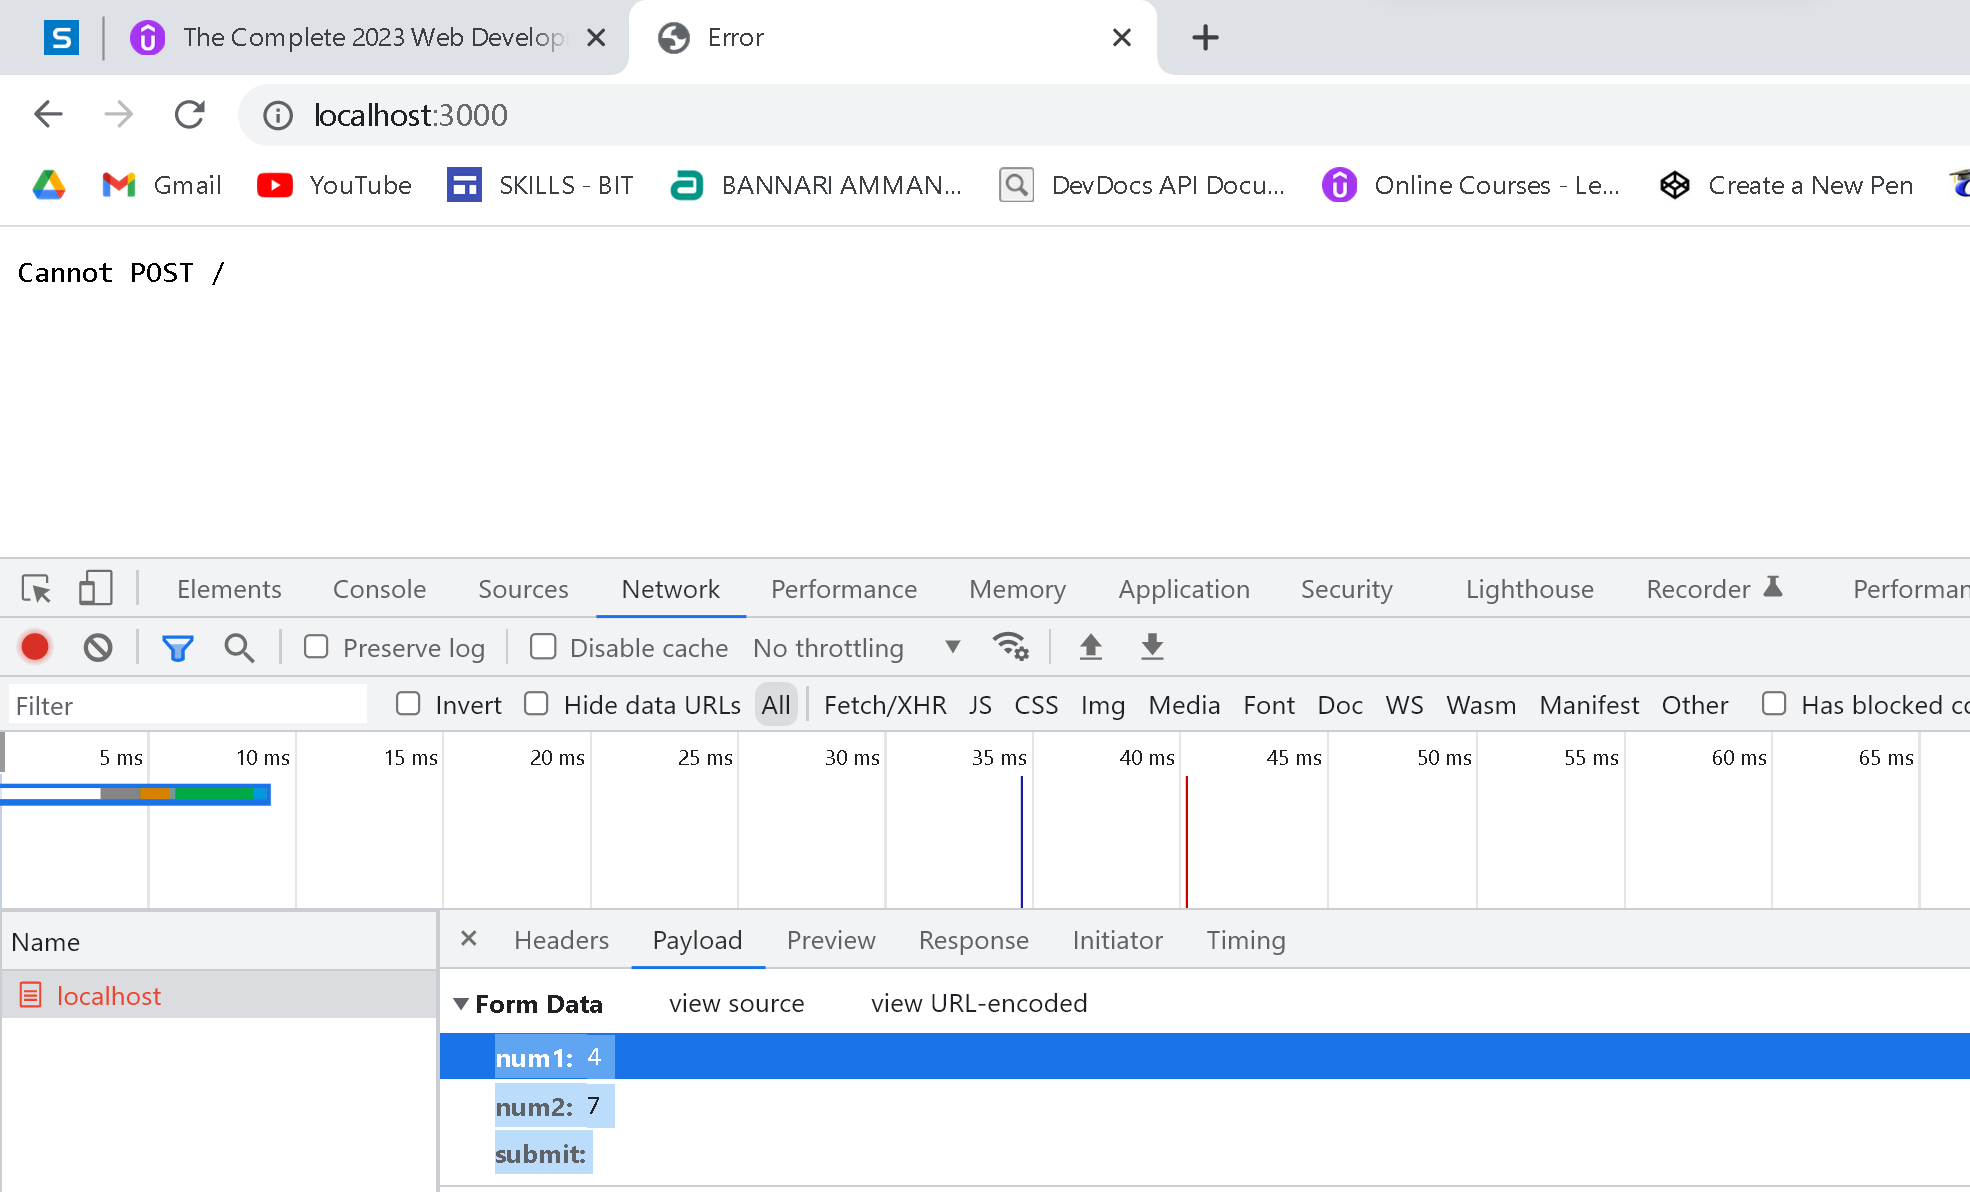 S The Complete 2023 Web Develop Error
localhost:3000
Gmail YouTube SKILLS - BIT BANNARI AMMAN... DevDocs API Docu... Online Courses - Le... Create a New Pen
Cannot POST /
Elements Console Sources Network Performance Memory Application Security Lighthouse Recorder Performan
Preserve log Disable cache No throttling
Filter Invert Hide data URLs All Fetch/XHR JS CSS Img Media Font Doc WS Wasm Manifest Other Has blocked co
5 ms 10 ms 15 ms 20 ms 25 ms 30 ms 35 ms 40 ms 45 ms 50 ms 55 ms 60 ms 65 ms
Name Headers Payload Preview Response Initiator Timing
localhost Form Data view source view URL-encoded
num1: 4
num2: 7
submit: